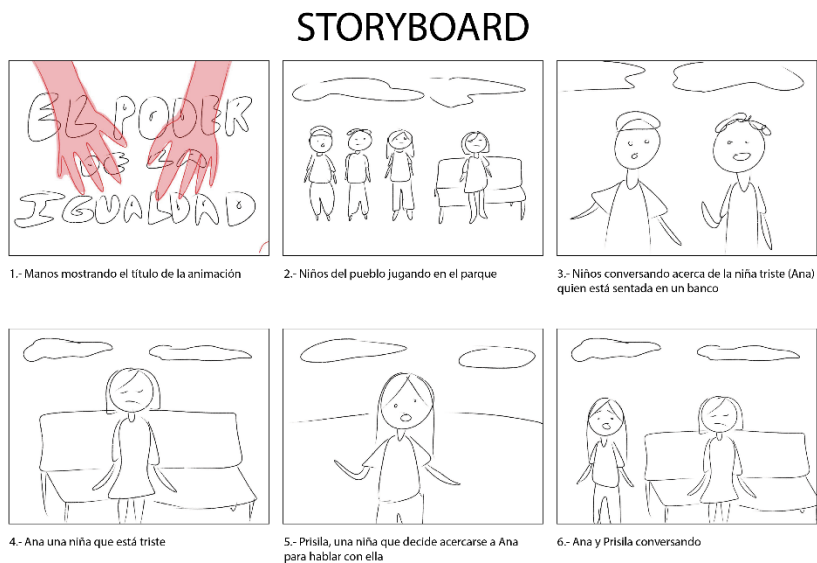 STORYBOARD
EL PODER
DE LA
IGUALDAD
1.- Manos mostrando el título de la animación
2.- Niños del pueblo jugando en el parque
3.- Niños conversando acerca de la niña triste (Ana)
quien está sentada en un banco
4.- Ana una niña que está triste
5.- Prisila, una niña que decide acercarse a Ana
para hablar con ella
6.- Ana y Prisila conversando